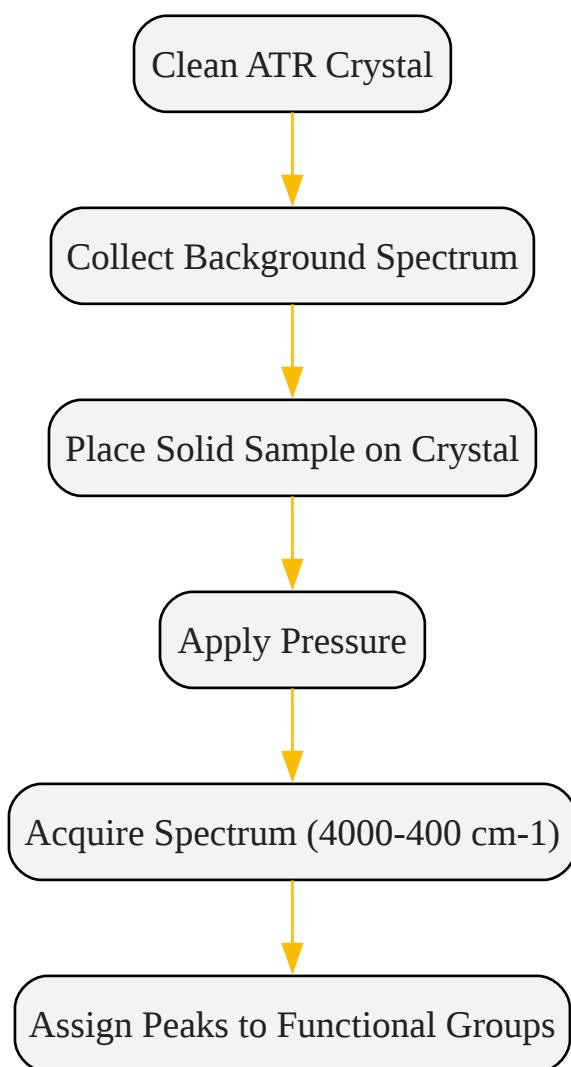 Clean ATR Crystal
Collect Background Spectrum
Place Solid Sample on Crystal
Apply Pressure
Acquire Spectrum (4000-400 cm-1)
Assign Peaks to Functional Groups